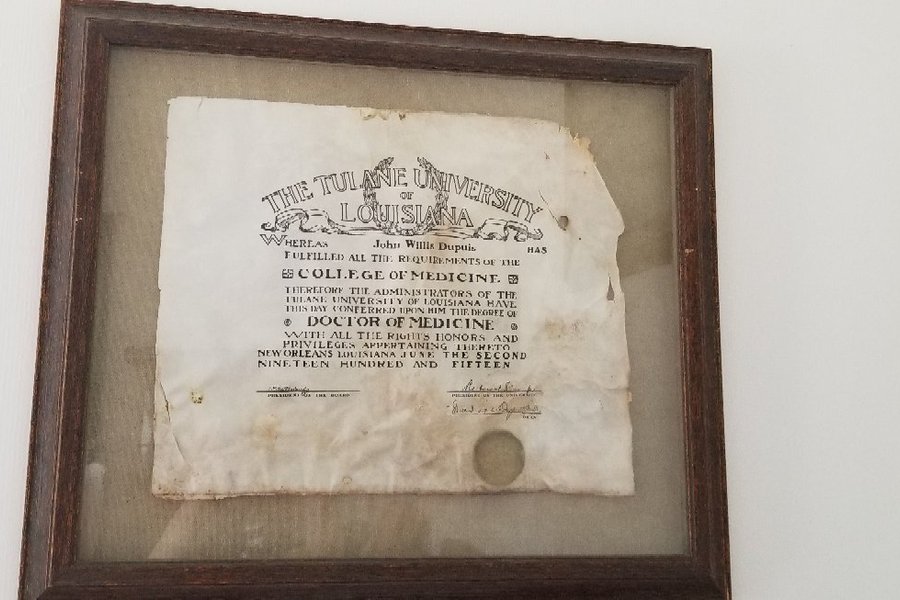 THE TULANE UNIVERSITY
OF
LOUISIANA
WHEREAS John Willis Dupuis HAS
FULFILLED ALL THE REQUIREMENTS OF THE
COLLEGE OF MEDICINE
THEREFORE THE ADMINISTRATORS OF THE
TULANE UNIVERSITY OF LOUISIANA HAVE
THIS DAY CONFERRED UPON HIM THE DEGREE OF
DOCTOR OF MEDICINE
WITH ALL THE RIGHTS HONORS AND
PRIVILEGES APPERTAINING THERETO
NEW ORLEANS LOUISIANA JUNE THE SECOND
NINETEEN HUNDRED AND FIFTEEN
PRESIDENT OF THE BOARD PRESIDENT OF THE UNIVERSITY
DEAN